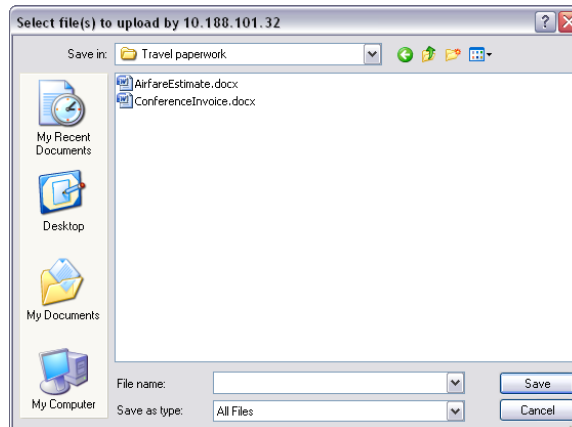 Select file(s) to upload by 10.188.101.32
Save in: Travel paperwork
AirfareEstimate.docx
ConferenceInvoice.docx
My Recent
Documents
Desktop
My Documents
My Computer
File name: Save
Save as type: All Files Cancel